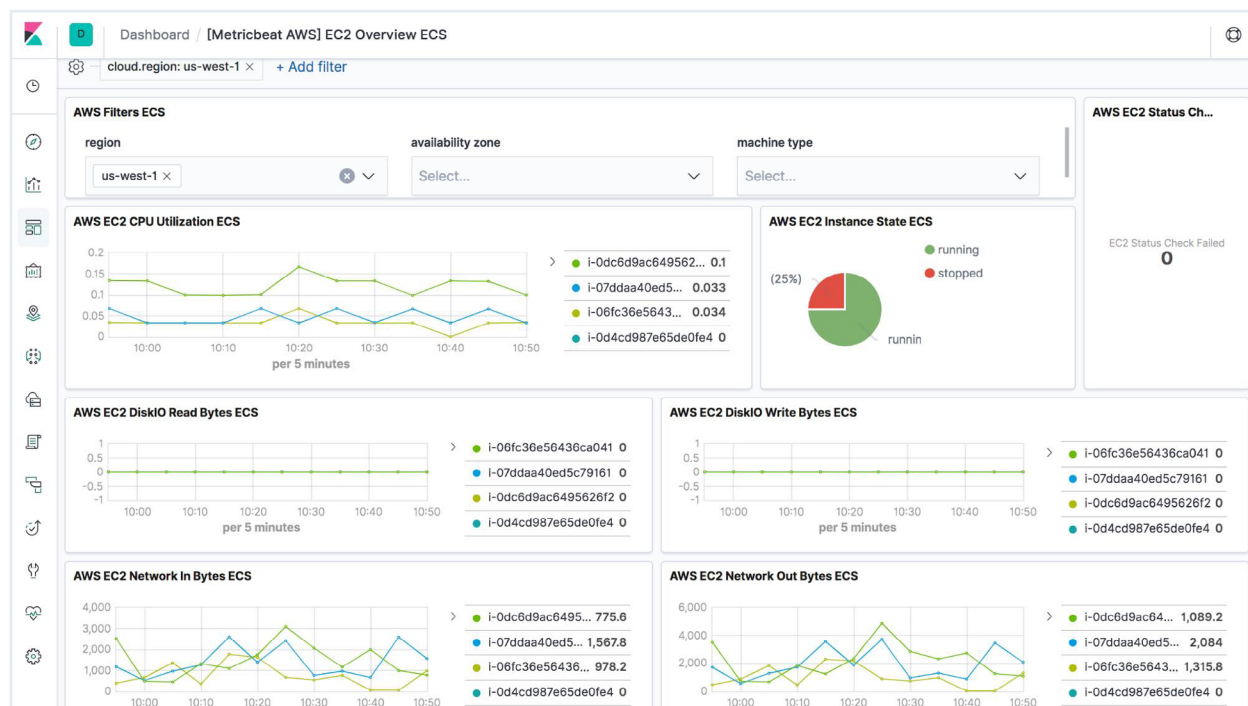 D Dashboard / [Metricbeat AWS] EC2 Overview ECS
cloud.region: us-west-1 × + Add filter
AWS Filters ECS
region availability zone machine type
us-west-1 × Select... Select...
AWS EC2 Status Ch...
EC2 Status Check Failed
0
AWS EC2 CPU Utilization ECS
0.2
0.15
0.1
0.05
0
10:00 10:10 10:20 10:30 10:40 10:50
per 5 minutes
i-0dc6d9ac649562... 0.1
i-07ddaa40ed5... 0.033
i-06fc36e5643... 0.034
i-0d4cd987e65de0fe4 0
AWS EC2 Instance State ECS
running
stopped
(25%)
runnin
AWS EC2 DiskIO Read Bytes ECS
1
0.5
0
-0.5
-1
10:00 10:10 10:20 10:30 10:40 10:50
per 5 minutes
i-06fc36e56436ca041 0
i-07ddaa40ed5c79161 0
i-0dc6d9ac6495626f2 0
i-0d4cd987e65de0fe4 0
AWS EC2 DiskIO Write Bytes ECS
1
0.5
0
-0.5
-1
10:00 10:10 10:20 10:30 10:40 10:50
per 5 minutes
i-06fc36e56436ca041 0
i-07ddaa40ed5c79161 0
i-0dc6d9ac6495626f2 0
i-0d4cd987e65de0fe4 0
AWS EC2 Network In Bytes ECS
4,000
3,000
2,000
1,000
0
10:00 10:10 10:20 10:30 10:40 10:50
i-0dc6d9ac6495... 775.6
i-07ddaa40ed5... 1,567.8
i-06fc36e56436... 978.2
i-0d4cd987e65de0fe4 0
AWS EC2 Network Out Bytes ECS
6,000
4,000
2,000
0
10:00 10:10 10:20 10:30 10:40 10:50
i-0dc6d9ac64... 1,089.2
i-07ddaa40ed5... 2,084
i-06fc36e5643... 1,315.8
i-0d4cd987e65de0fe4 0